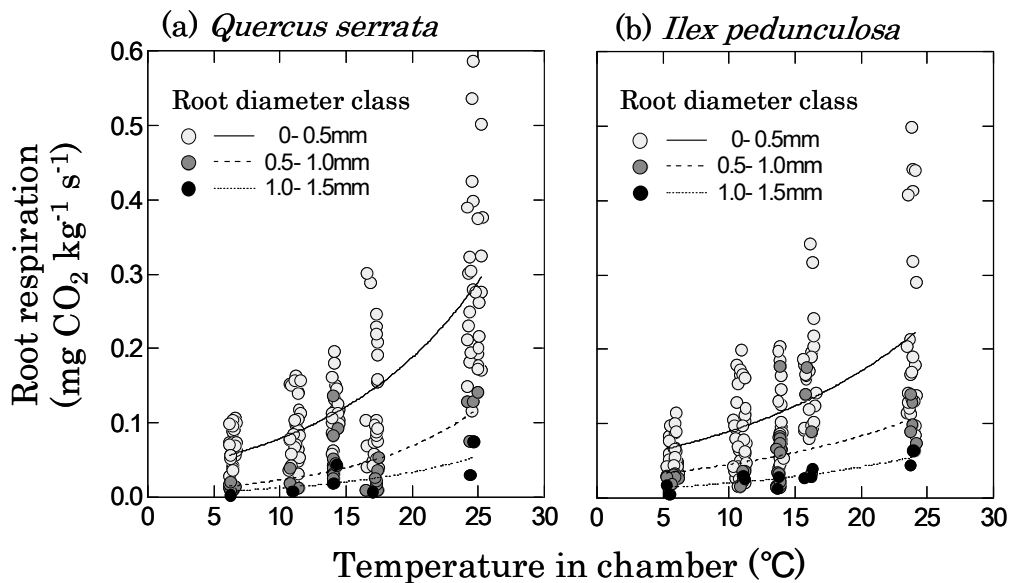 (a) Quercus serrata
(b) Ilex pedunculosa
0.6
0.5
0.4
0.3
0.2
0.1
0.0
Root respiration
(mg CO₂ kg⁻¹ s⁻¹)
Root diameter class
0- 0.5mm
0.5- 1.0mm
1.0- 1.5mm
Root diameter class
0- 0.5mm
0.5- 1.0mm
1.0- 1.5mm
0 5 10 15 20 25 30
0 5 10 15 20 25 30
Temperature in chamber (℃)